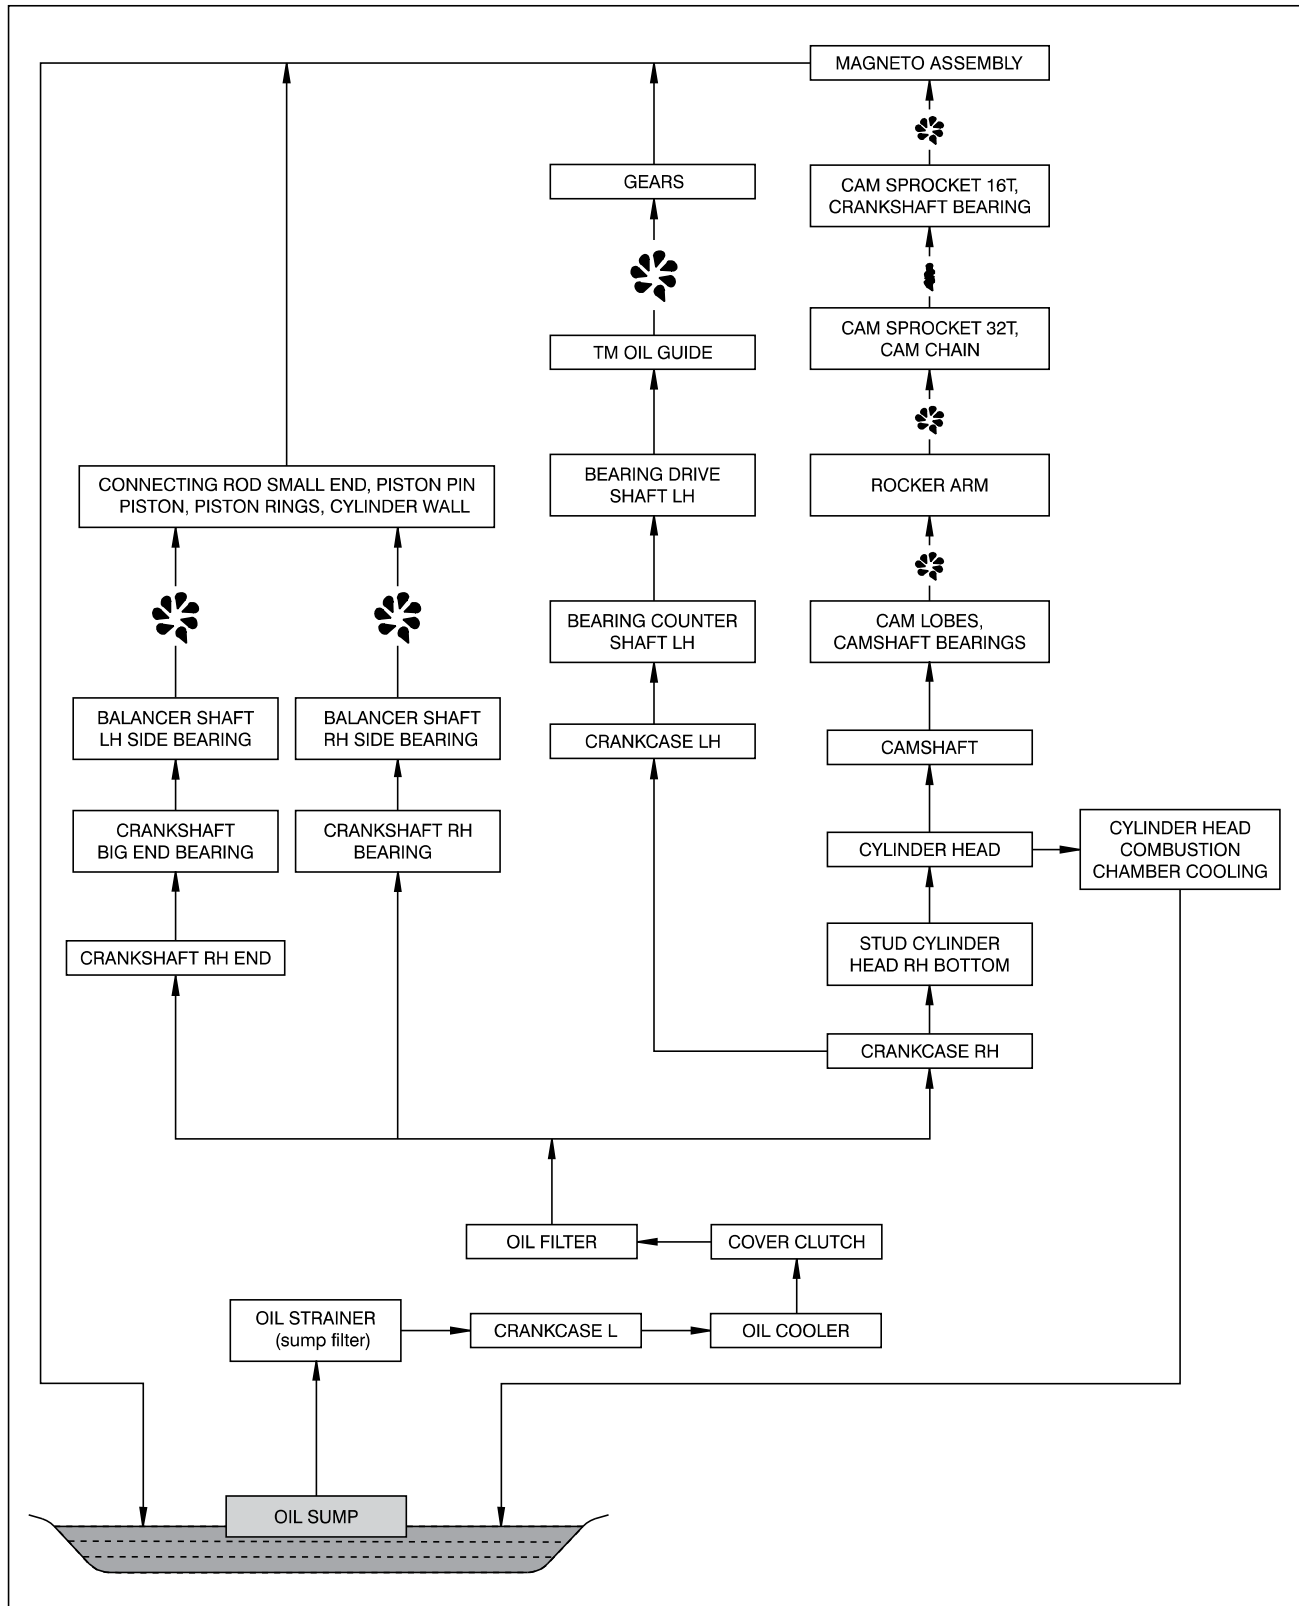 MAGNETO ASSEMBLY
GEARS
CAM SPROCKET 16T,
CRANKSHAFT BEARING
TM OIL GUIDE
CAM SPROCKET 32T,
CAM CHAIN
CONNECTING ROD SMALL END, PISTON PIN
PISTON, PISTON RINGS, CYLINDER WALL
BEARING DRIVE
SHAFT LH
ROCKER ARM
BEARING COUNTER
SHAFT LH
CAM LOBES,
CAMSHAFT BEARINGS
BALANCER SHAFT
LH SIDE BEARING
BALANCER SHAFT
RH SIDE BEARING
CRANKCASE LH
CAMSHAFT
CRANKSHAFT
BIG END BEARING
CRANKSHAFT RH
BEARING
CYLINDER HEAD
CYLINDER HEAD
COMBUSTION
CHAMBER COOLING
CRANKSHAFT RH END
STUD CYLINDER
HEAD RH BOTTOM
CRANKCASE RH
OIL FILTER
COVER CLUTCH
OIL STRAINER
(sump filter)
CRANKCASE L
OIL COOLER
OIL SUMP